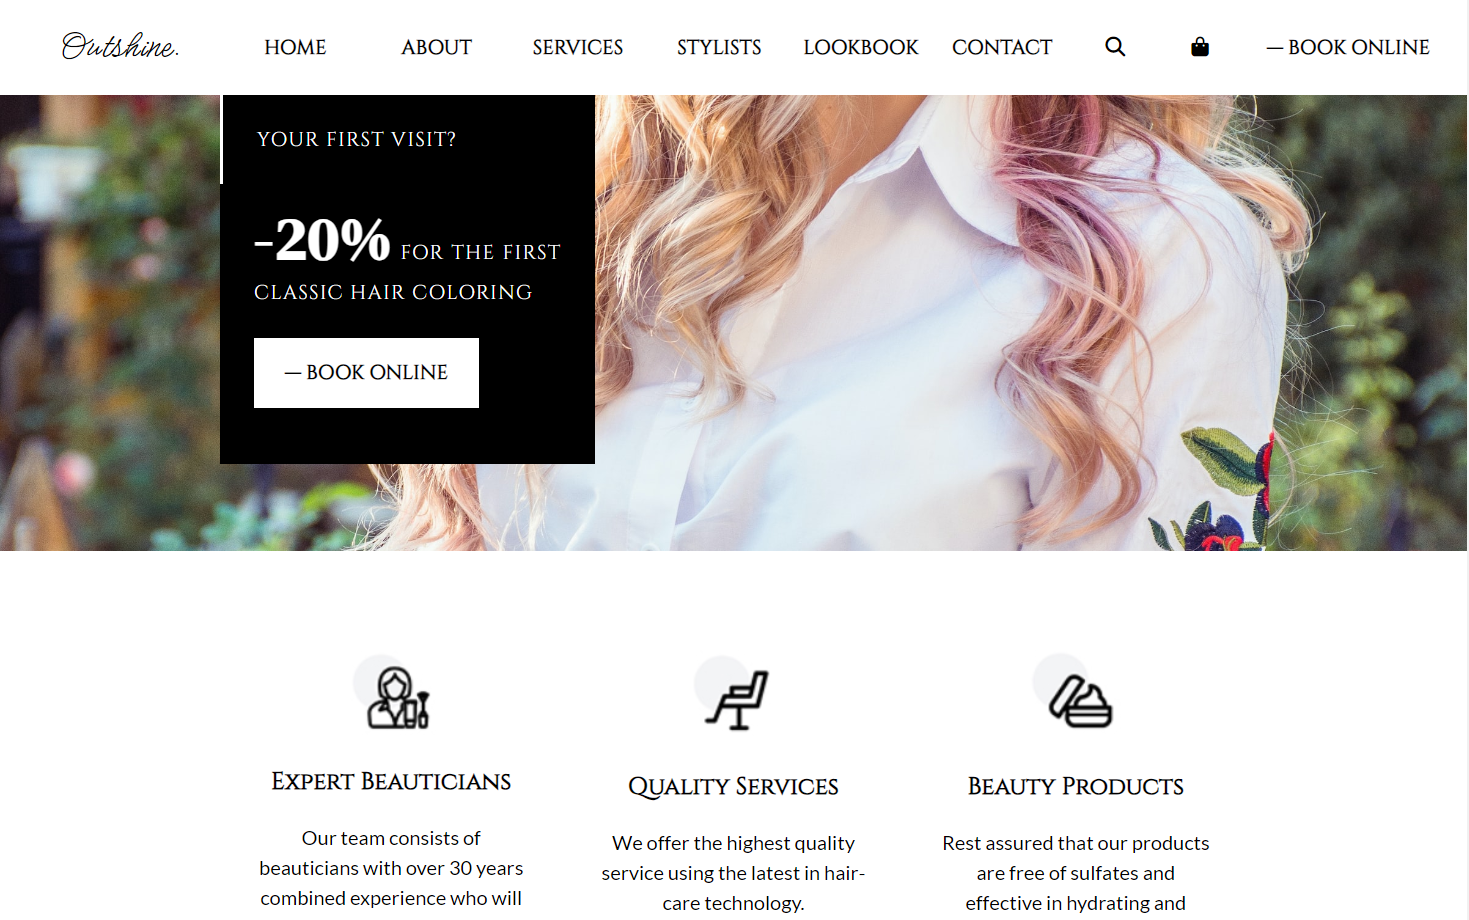 Outshine.
HOME ABOUT SERVICES STYLISTS LOOKBOOK CONTACT — BOOK ONLINE
YOUR FIRST VISIT?
-20% FOR THE FIRST
CLASSIC HAIR COLORING
— BOOK ONLINE
Expert Beauticians
Our team consists of
beauticians with over 30 years
combined experience who will
Quality Services
We offer the highest quality
service using the latest in hair-
care technology.
Beauty Products
Rest assured that our products
are free of sulfates and
effective in hydrating and